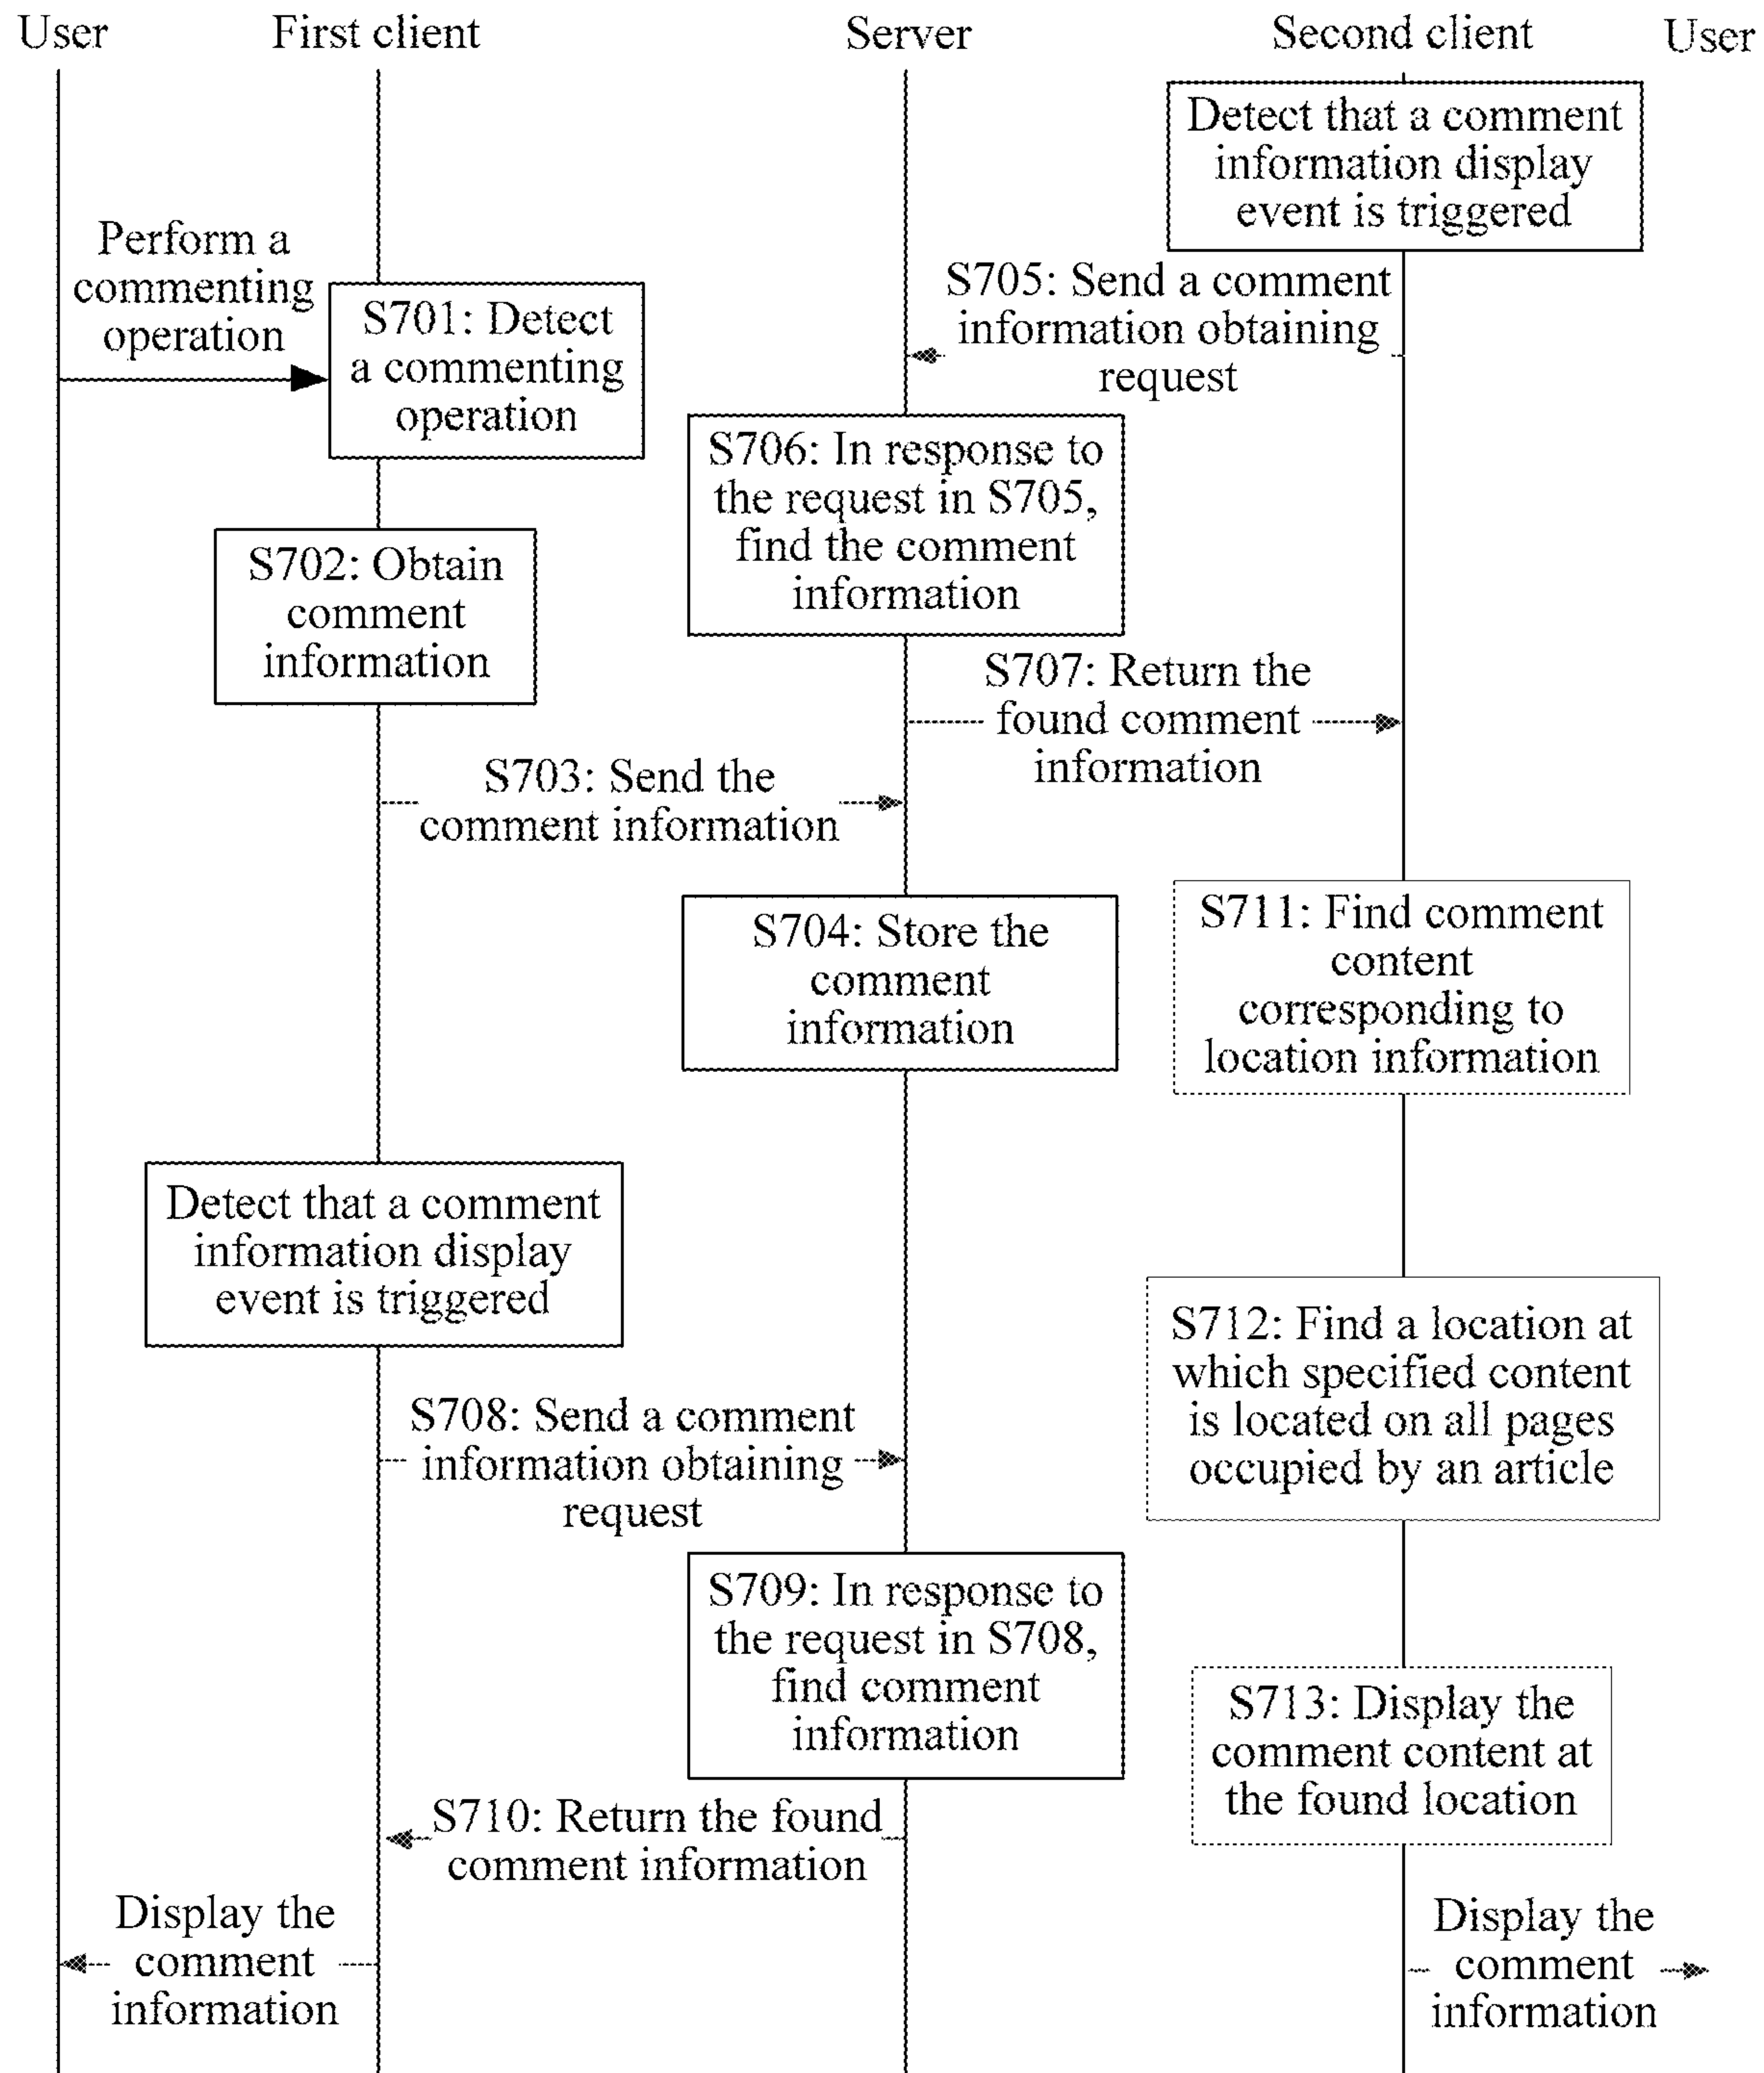 User
First client
Server
Second client
User
Detect that a comment
information display
event is triggered
Perform a
commenting
operation
S701: Detect
a commenting
operation
S705: Send a comment
information obtaining
request
S706: In response to
the request in S705,
find the comment
information
S702: Obtain
comment
information
S707: Return the
found comment
information
S703: Send the
comment information
S704: Store the
comment
information
S711: Find comment
content
corresponding to
location information
Detect that a comment
information display
event is triggered
S712: Find a location at
which specified content
is located on all pages
occupied by an article
S708: Send a comment
information obtaining
request
S709: In response to
the request in S708,
find comment
information
S713: Display the
comment content at
the found location
S710: Return the found
comment information
Display the
comment
information
Display the
comment
information